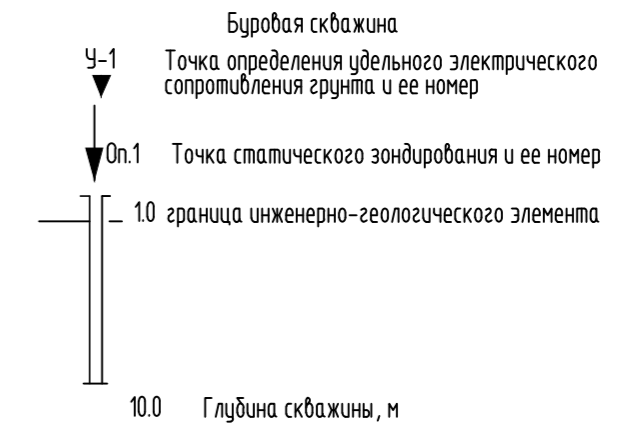 Буровая скважина
У-1 Точка определения удельного электрического
сопротивления грунта и ее номер
Оп.1 Точка статического зондирования и ее номер
1.0 граница инженерно-геологического элемента
10.0 Глубина скважины, м